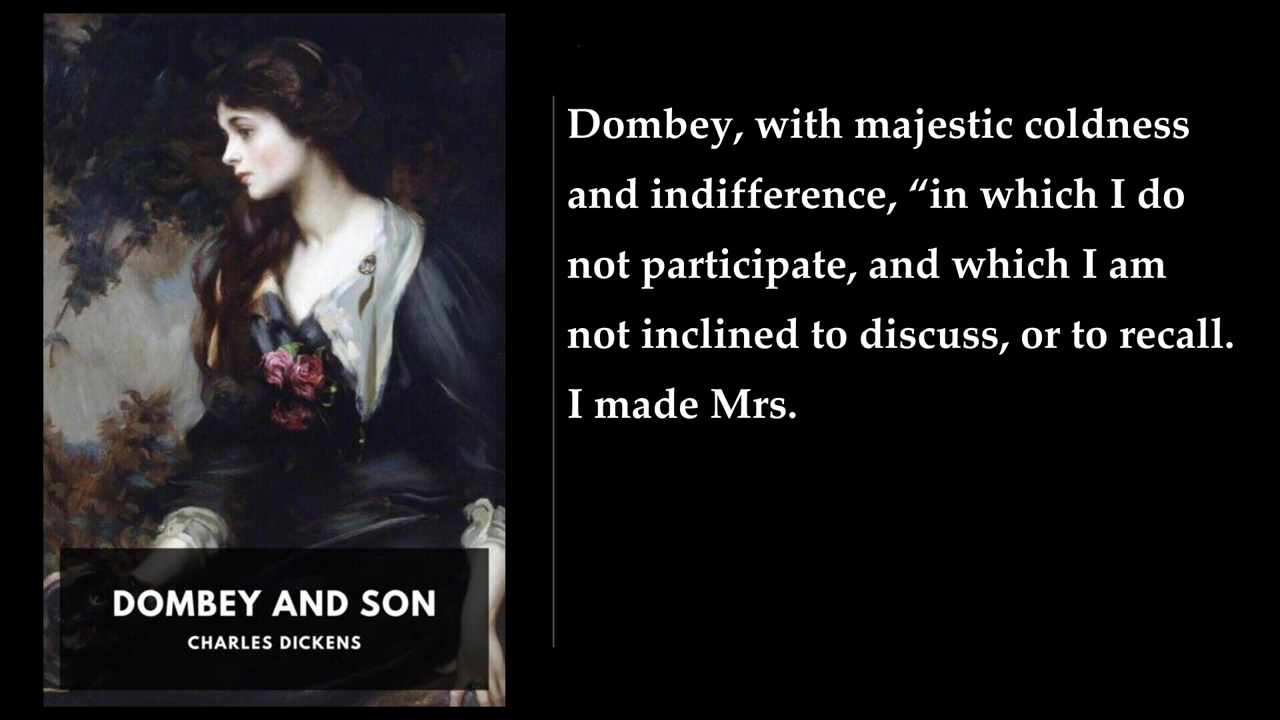 Dombey, with majestic coldness
and indifference, “in which I do
not participate, and which I am
not inclined to discuss, or to recall.
I made Mrs.
DOMBEY AND SON
CHARLES DICKENS